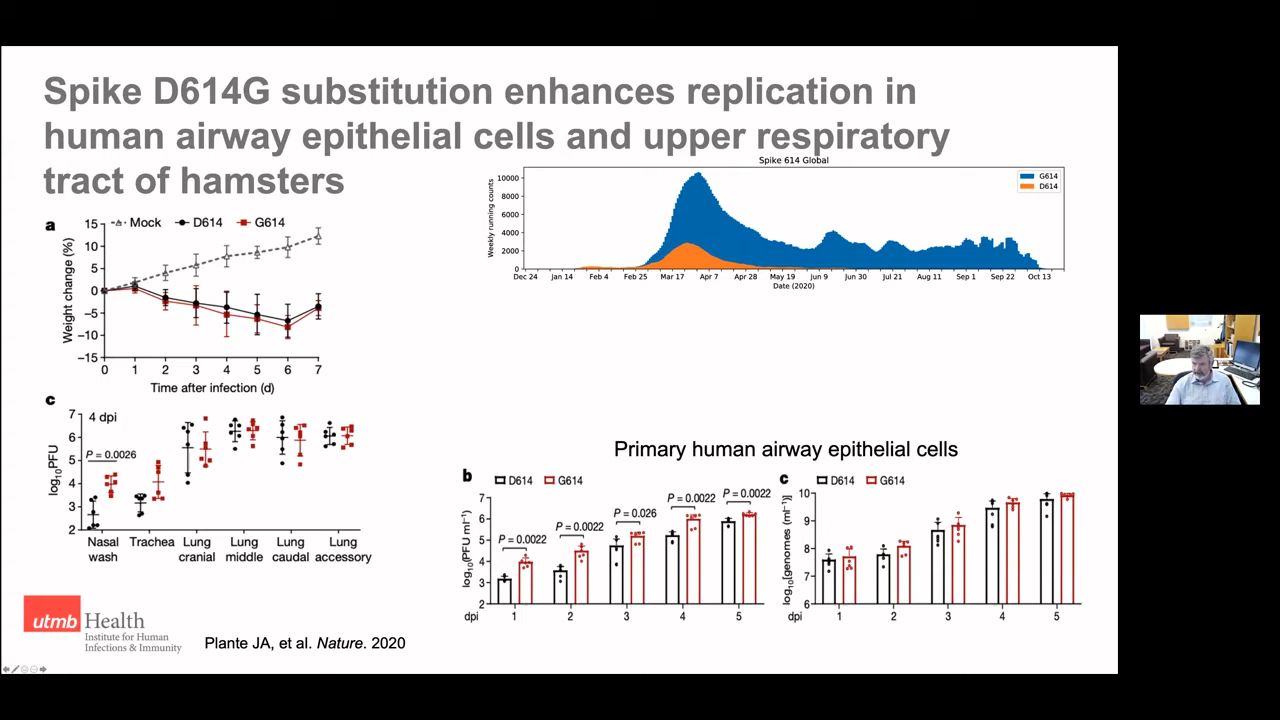 Spike D614G substitution enhances replication in
human airway epithelial cells and upper respiratory
tract of hamsters
Spike 614 Global
G614
D614
Weekly running counts
10000
8000
6000
4000
2000
0
Dec 24 Jan 14 Feb 4 Feb 25 Mar 17 Apr 7 Apr 28 May 19 Jun 9 Jun 30 Jul 21 Aug 11 Sep 1 Sep 22 Oct 13
Date (2020)
a
Mock D614 G614
Weight change (%)
15
10
5
0
−5
−10
−15
0 1 2 3 4 5 6 7
Time after infection (d)
c
4 dpi
P = 0.0026
log10PFU
7
6
5
4
3
2
Nasal wash Trachea Lung cranial Lung middle Lung caudal Lung accessory
Primary human airway epithelial cells
b
D614 G614
P = 0.0022 P = 0.0022 P = 0.026 P = 0.0022 P = 0.0022
log10(PFU ml−1)
7
6
5
4
3
2
dpi 1 2 3 4 5
c
D614 G614
log10[genomes (ml−1)]
10
9
8
7
6
dpi 1 2 3 4 5
utmb Health
Institute for Human
Infections & Immunity
Plante JA, et al. Nature. 2020